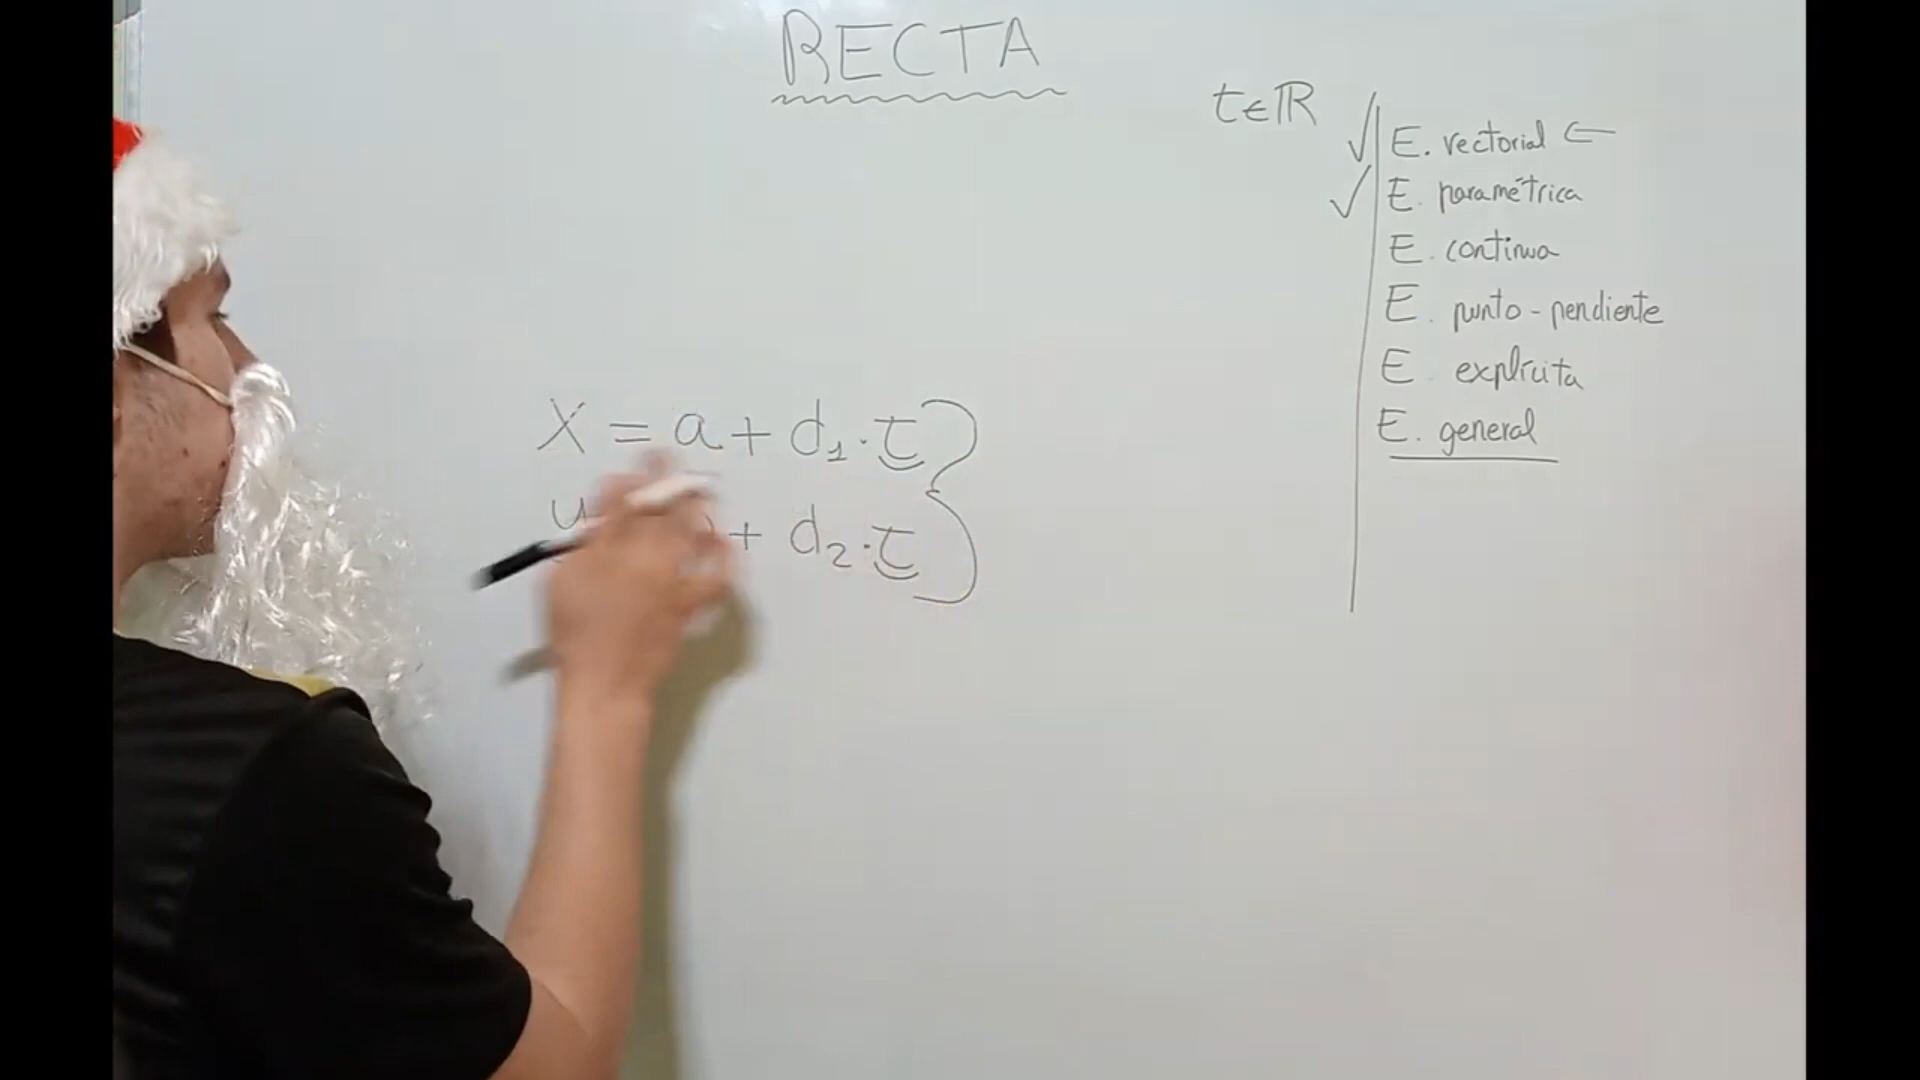 RECTA
t∈ℝ
✓ E. vectorial ←
✓ E. paramétrica
E. continua
E. punto-pendiente
E. explícita
E. general
X = a + d₁·t
y + d₂·t